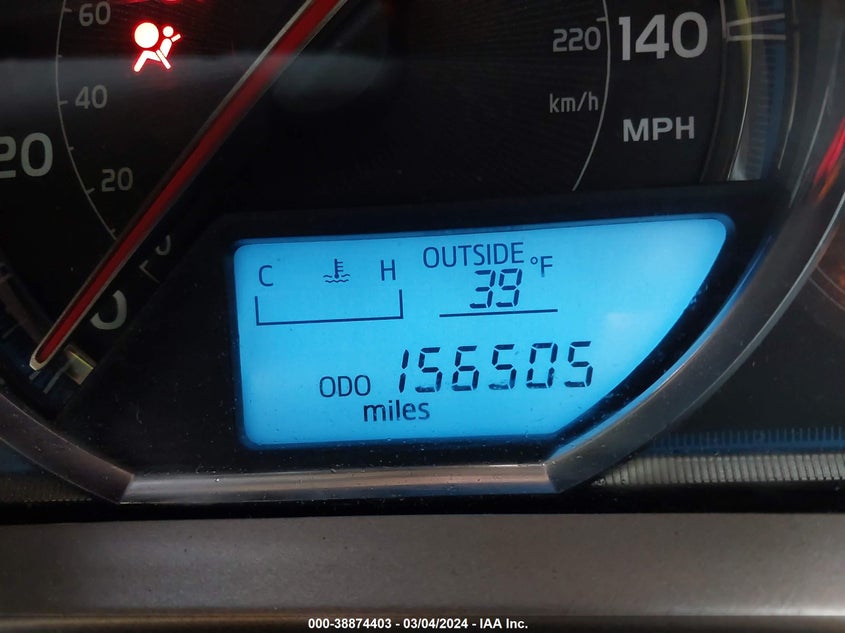 60
40
20
20
0
220
140
km/h
MPH
C
H
OUTSIDE
39 °F
ODO 156505
miles
000-38874403 - 03/04/2024 - IAA Inc.